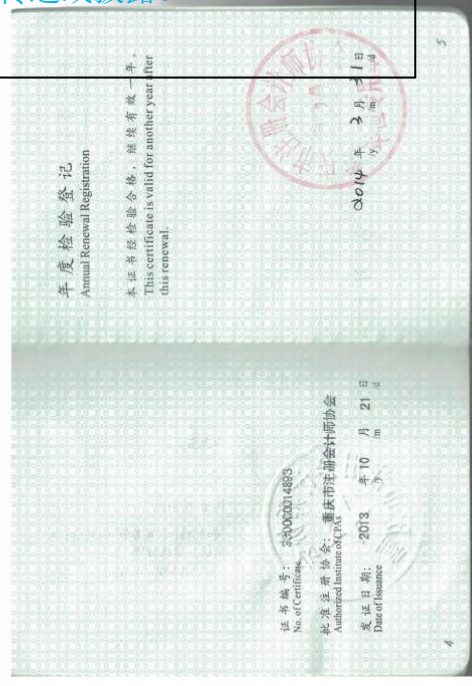 年度检验登记
Annual Renewal Registration
本证书经检验合格，继续有效一年。
This certificate is valid for another year after
this renewal.
2014 年 3 月 31 日
/y /m /d
5
证书编号：
No. of Certificate
批准注册协会：重庆市注册会计师协会
Authorized Institute of CPAs
发证日期： 2013 年 10 月 21 日
Date of Issuance /y /m /d
4